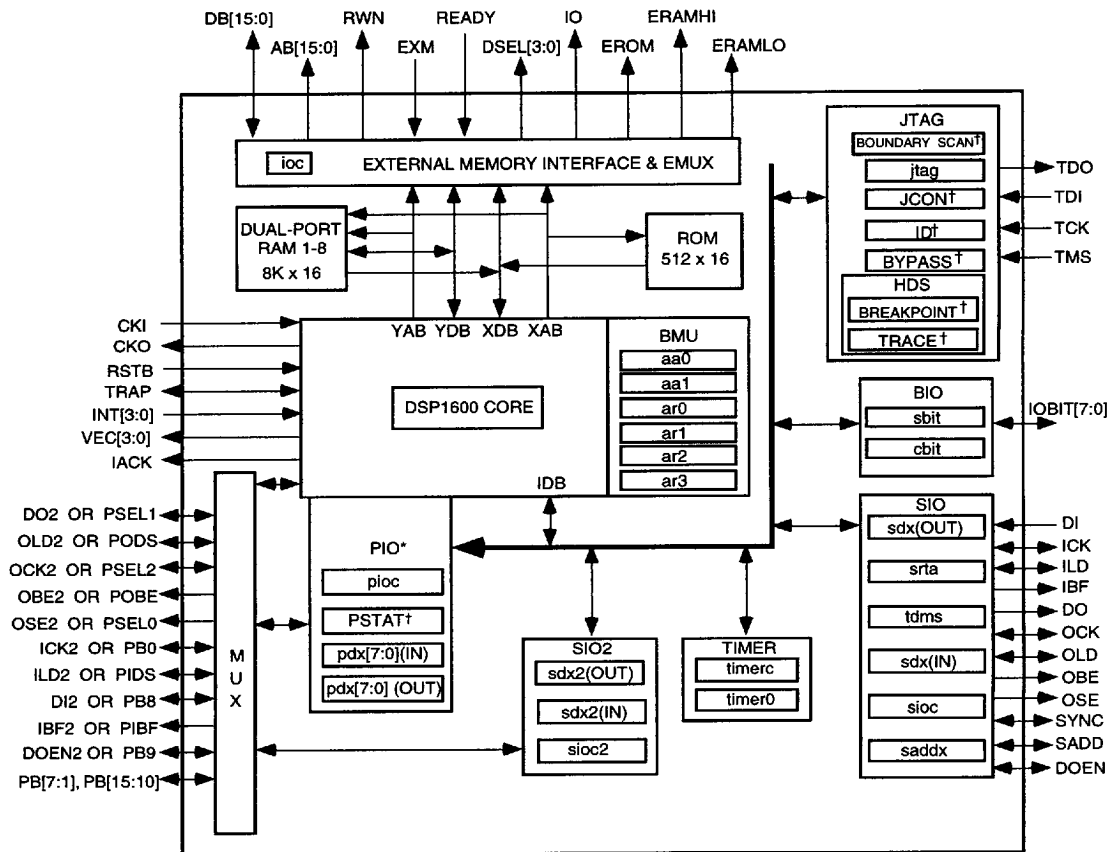 DB[15:0] RWN READY IO ERAMHI
AB[15:0] EXM DSEL[3:0] EROM ERAMLO
ioc EXTERNAL MEMORY INTERFACE & EMUX
DUAL-PORT
RAM 1-8
8K x 16
ROM
512 x 16
YAB YDB XDB XAB
DSP1600 CORE
IDB
BMU
aa0
aa1
ar0
ar1
ar2
ar3
CKI
CKO
RSTB
TRAP
INT[3:0]
VEC[3:0]
IACK
DO2 OR PSEL1
OLD2 OR PODS
OCK2 OR PSEL2
OBE2 OR POBE
OSE2 OR PSEL0
ICK2 OR PB0
ILD2 OR PIDS
DI2 OR PB8
IBF2 OR PIBF
DOEN2 OR PB9
PB[7:1], PB[15:10]
M
U
X
PIO*
pioc
PSTAT†
pdx[7:0](IN)
pdx[7:0] (OUT)
SIO2
sdx2(OUT)
sdx2(IN)
sioc2
TIMER
timerc
timer0
JTAG
BOUNDARY SCAN†
jtag
JCON†
ID†
BYPASS†
HDS
BREAKPOINT†
TRACE†
TDO
TDI
TCK
TMS
BIO
sbit
cbit
IOBIT[7:0]
SIO
sdx(OUT)
srta
tdms
sdx(IN)
sioc
saddx
DI
ICK
ILD
IBF
DO
OCK
OLD
OBE
OSE
SYNC
SADD
DOEN